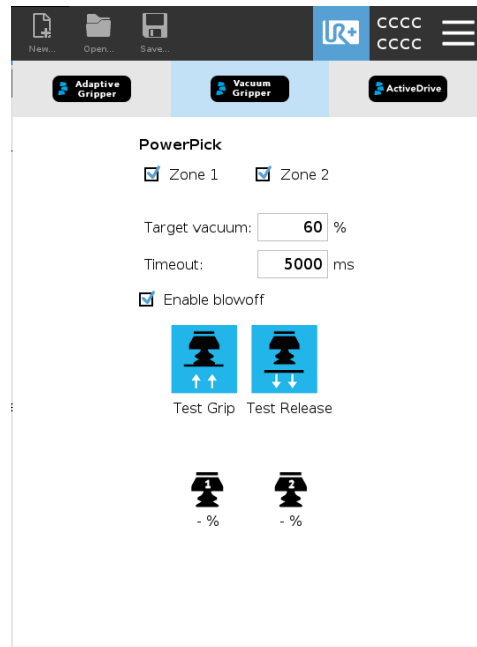 New... Open... Save...
UR+
CCCC
CCCC
Adaptive
Gripper
Vacuum
Gripper
ActiveDrive
PowerPick
Zone 1 Zone 2
Target vacuum: 60 %
Timeout: 5000 ms
Enable blowoff
Test Grip Test Release
1 2
- % - %